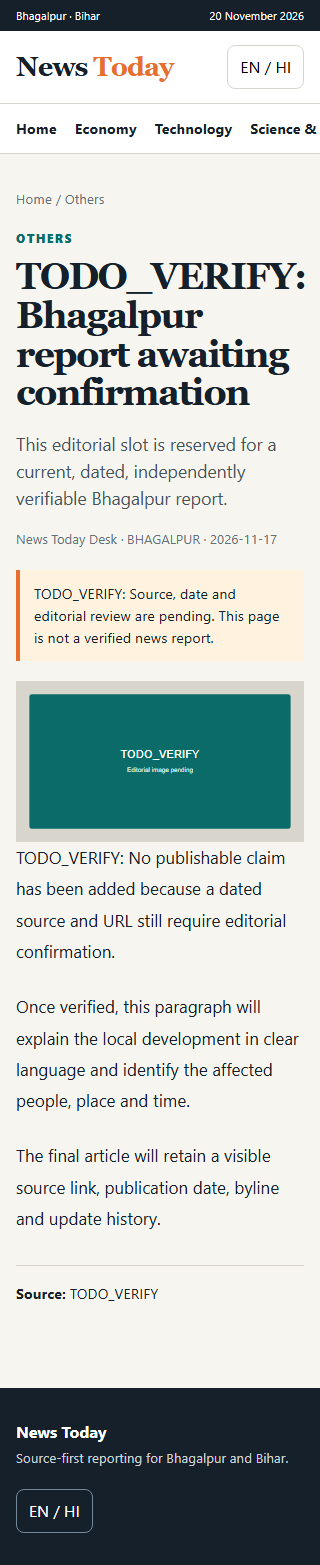 Bhagalpur · Bihar
20 November 2026
News Today
EN / HI
Home Economy Technology Science &
Home / Others
OTHERS
TODO_VERIFY:
Bhagalpur
report awaiting
confirmation
This editorial slot is reserved for a
current, dated, independently
verifiable Bhagalpur report.
News Today Desk · BHAGALPUR · 2026-11-17
TODO_VERIFY: Source, date and
editorial review are pending. This page
is not a verified news report.
TODO_VERIFY
Editorial image pending
TODO_VERIFY: No publishable claim
has been added because a dated
source and URL still require editorial
confirmation.
Once verified, this paragraph will
explain the local development in clear
language and identify the affected
people, place and time.
The final article will retain a visible
source link, publication date, byline
and update history.
Source: TODO_VERIFY
News Today
Source-first reporting for Bhagalpur and Bihar.
EN / HI